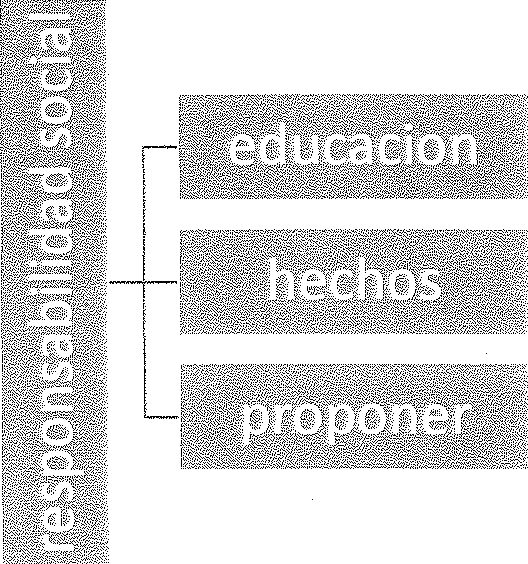 responsabilidad social
educacion
hechos
proponer